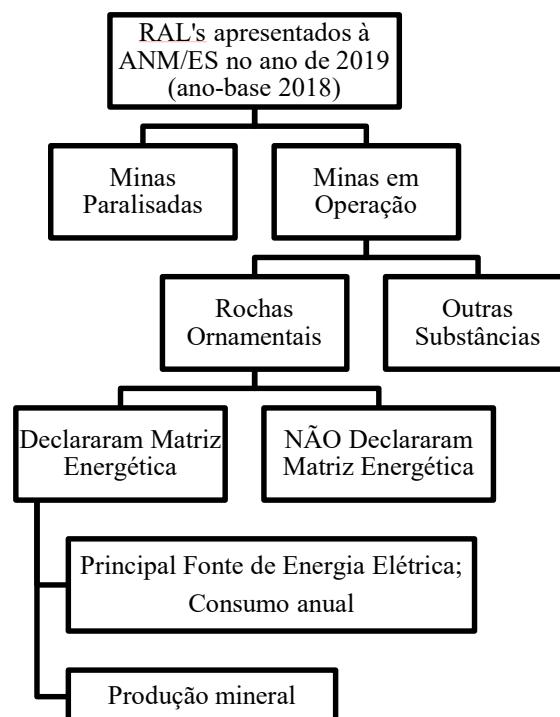 RAL's apresentados à
ANM/ES no ano de 2019
(ano-base 2018)
Minas
Paralisadas
Minas em
Operação
Rochas
Ornamentais
Outras
Substâncias
Declararam Matriz
Energética
NÃO Declararam
Matriz Energética
Principal Fonte de Energia Elétrica;
Consumo anual
Produção mineral